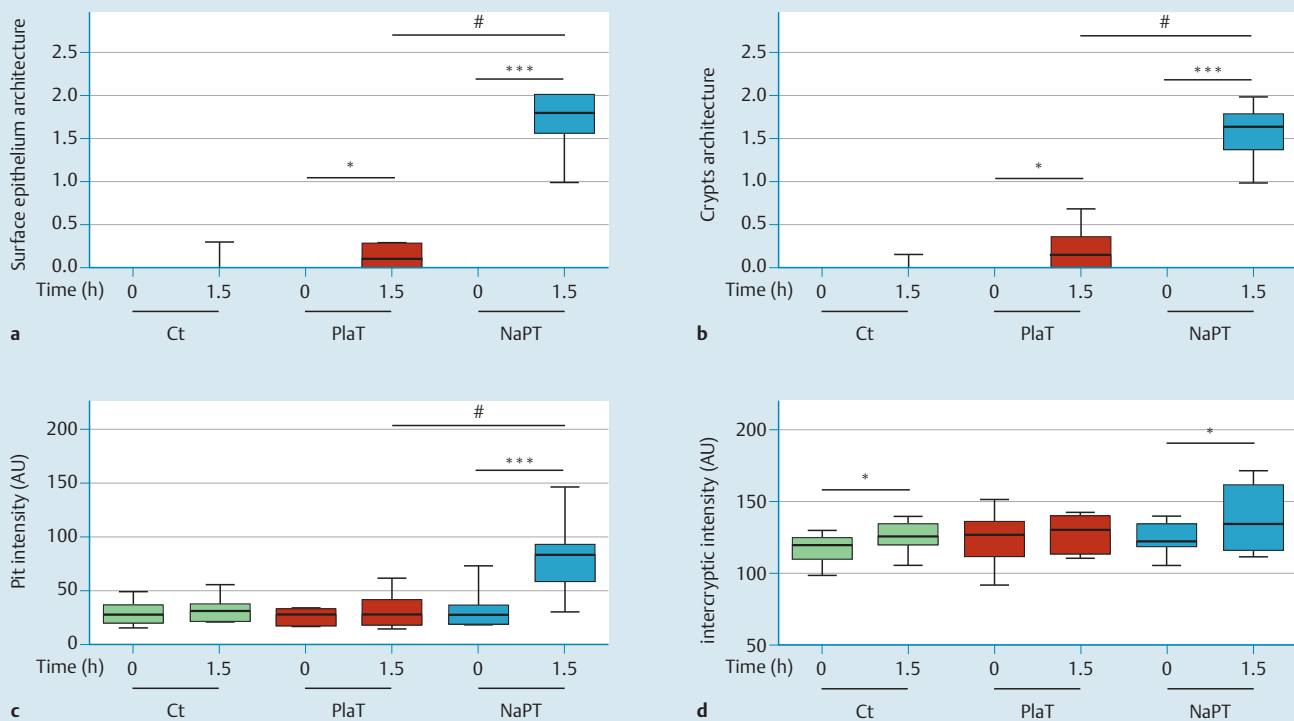 Surface epithelium architecture
2.5
2.0
1.5
1.0
0.5
0.0
#
***
*
Time (h) 0 1.5 0 1.5 0 1.5
Ct PlaT NaPT
a
Crypts architecture
2.5
2.0
1.5
1.0
0.5
0.0
#
***
*
Time (h) 0 1.5 0 1.5 0 1.5
Ct PlaT NaPT
b
Pit intensity (AU)
200
150
100
50
0
#
***
Time (h) 0 1.5 0 1.5 0 1.5
Ct PlaT NaPT
c
intercryptic intensity (AU)
200
150
100
50
*
*
Time (h) 0 1.5 0 1.5 0 1.5
Ct PlaT NaPT
d